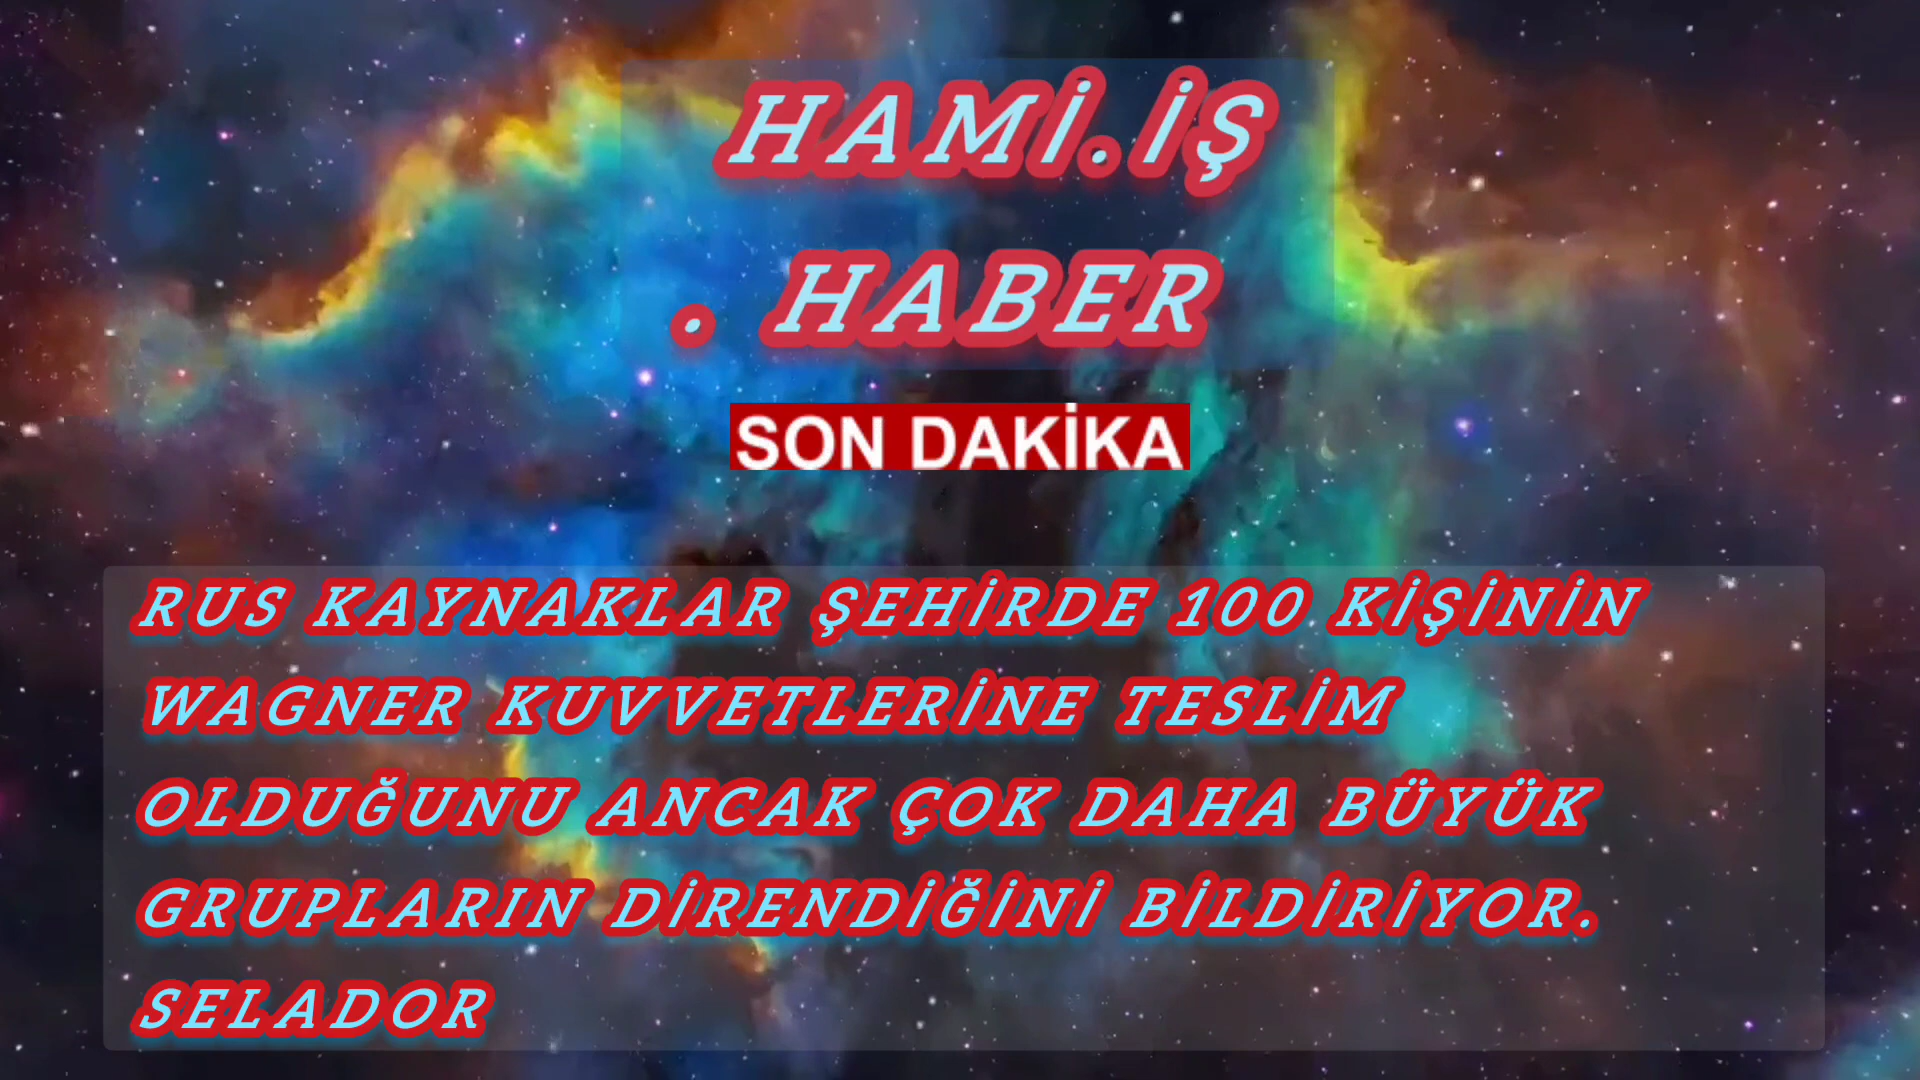 HAMİ.İŞ
. HABER
SON DAKİKA
RUS KAYNAKLAR ŞEHİRDE 100 KİŞİNİN
WAGNER KUVVETLERİNE TESLİM
OLDUĞUNU ANCAK ÇOK DAHA BÜYÜK
GRUPLARIN DİRENDİĞİNİ BİLDİRİYOR.
SELADOR